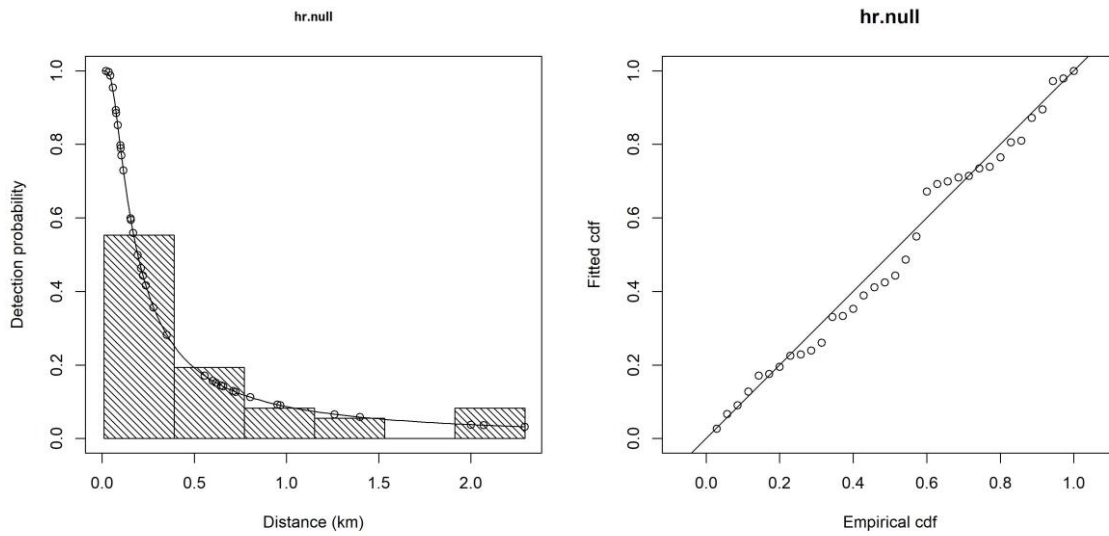 hr.null
Detection probability
1.0
0.8
0.6
0.4
0.2
0.0
0.0 0.5 1.0 1.5 2.0
Distance (km)
hr.null
Fitted cdf
1.0
0.8
0.6
0.4
0.2
0.0
0.0 0.2 0.4 0.6 0.8 1.0
Empirical cdf